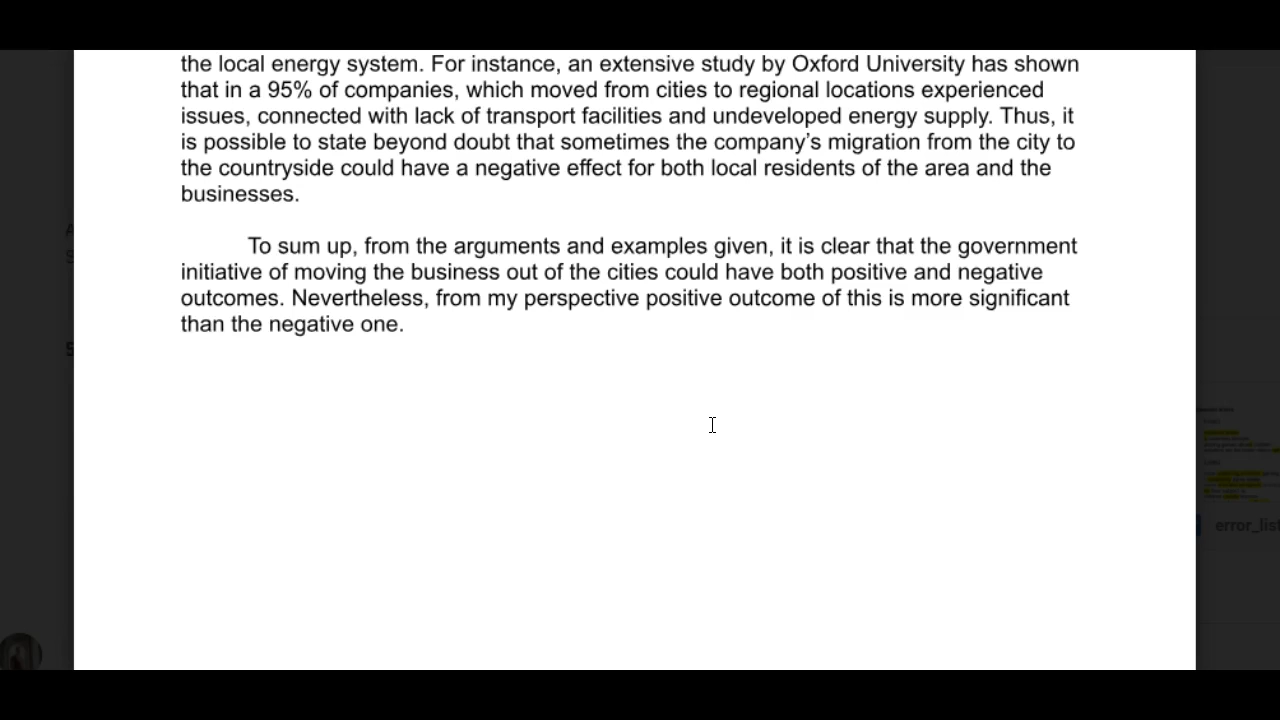 the local energy system. For instance, an extensive study by Oxford University has shown
that in a 95% of companies, which moved from cities to regional locations experienced
issues, connected with lack of transport facilities and undeveloped energy supply. Thus, it
is possible to state beyond doubt that sometimes the company’s migration from the city to
the countryside could have a negative effect for both local residents of the area and the
businesses.
To sum up, from the arguments and examples given, it is clear that the government
initiative of moving the business out of the cities could have both positive and negative
outcomes. Nevertheless, from my perspective positive outcome of this is more significant
than the negative one.
error_list